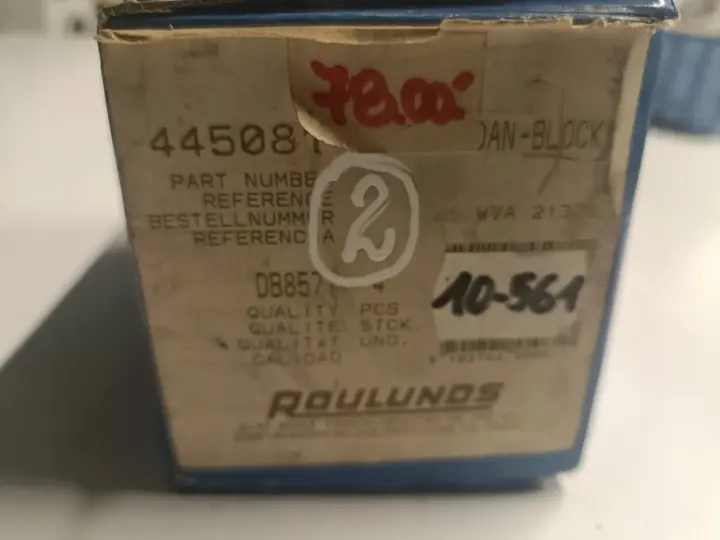 78.00.-
445081 DAN-BLOCK
PART NUMBER
REFERENCE
BESTELLNUMMER WVA 213
REFERENCIA
2
DB857 4
10-561
QUALITY PCS
QUALITE STCK.
QUALITAT UND.
CALIDAD
ROULUNDS